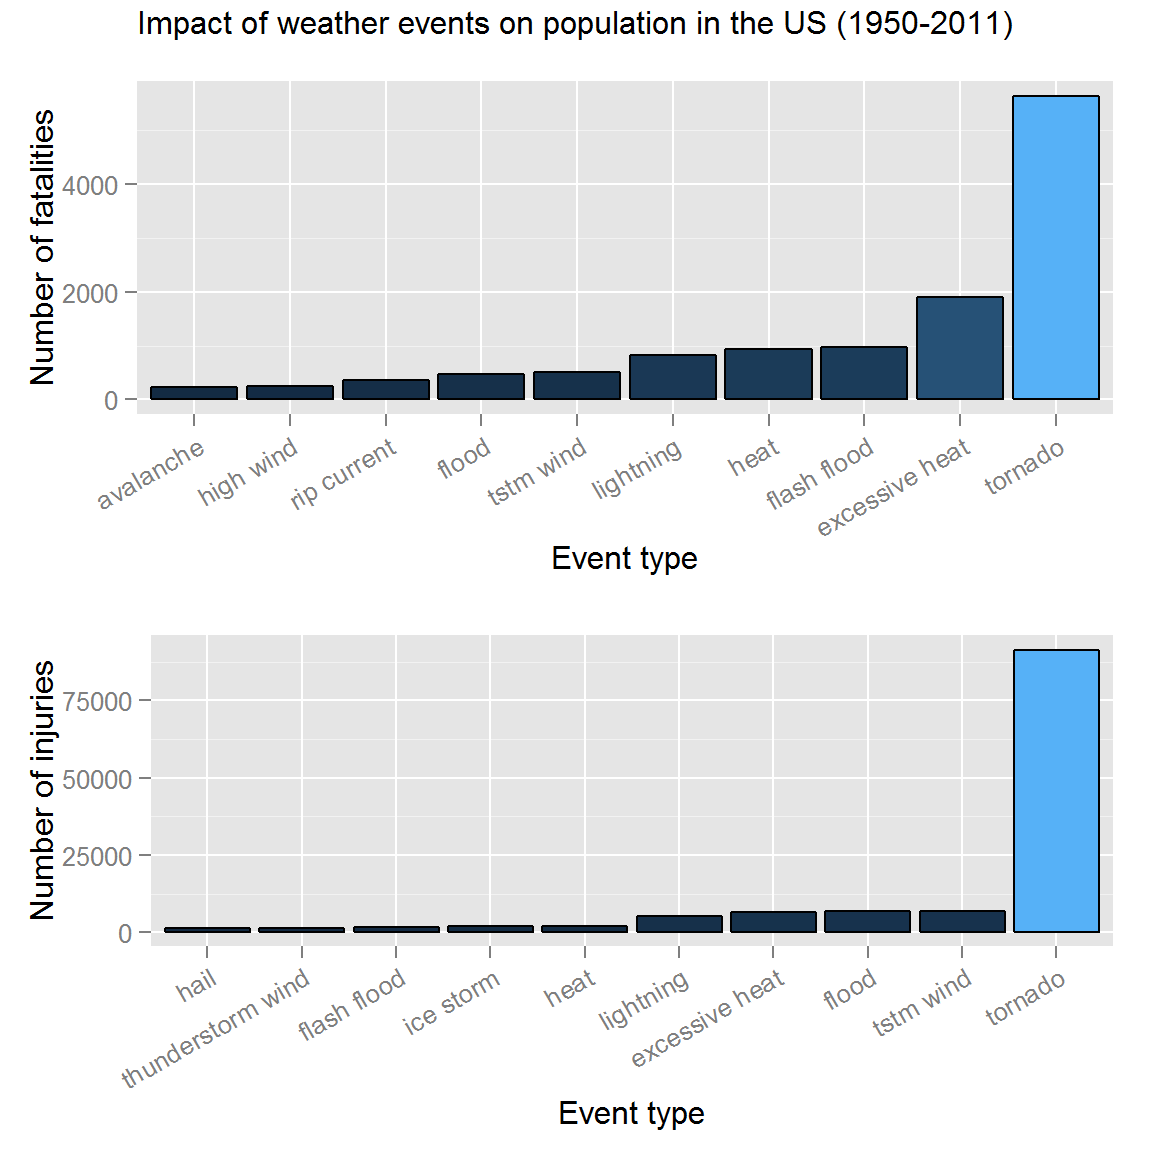 Impact of weather events on population in the US (1950-2011)
Number of fatalities
4000
2000
0
avalanche
high wind
rip current
flood
tstm wind
lightning
heat
flash flood
excessive heat
tornado
Event type
Number of injuries
75000
50000
25000
0
hail
thunderstorm wind
flash flood
ice storm
heat
lightning
excessive heat
flood
tstm wind
tornado
Event type